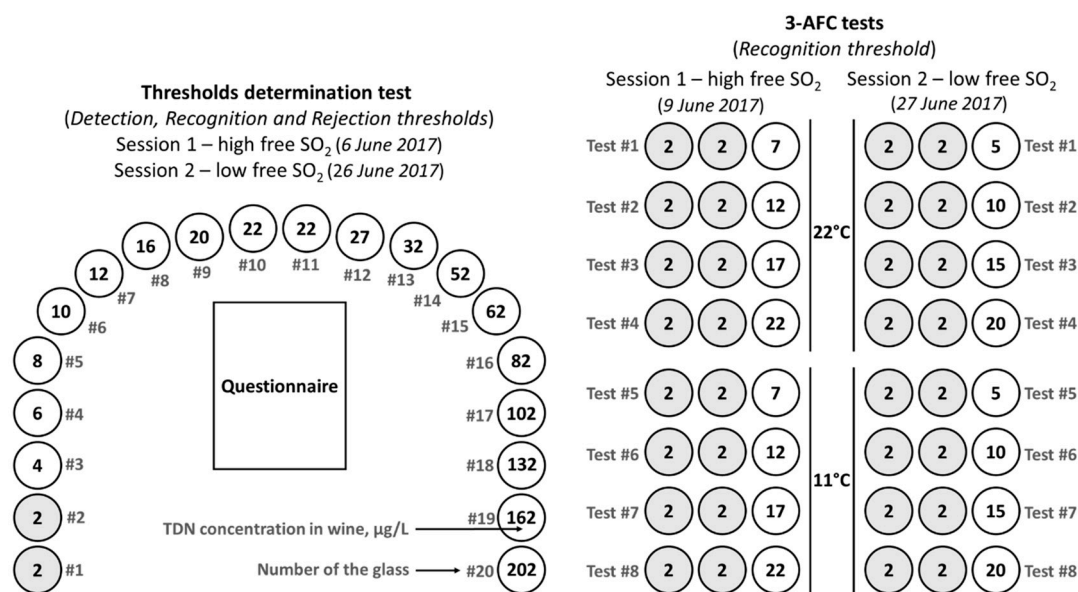 Thresholds determination test
(Detection, Recognition and Rejection thresholds)
Session 1 – high free SO₂ (6 June 2017)
Session 2 – low free SO₂ (26 June 2017)
2 #1
2 #2
4 #3
6 #4
8 #5
10 #6
12 #7
16 #8
20 #9
22 #10
22 #11
27 #12
32 #13
52 #14
62 #15
#16 82
#17 102
#18 132
#19 162
#20 202
Questionnaire
TDN concentration in wine, µg/L
Number of the glass
3-AFC tests
(Recognition threshold)
Session 1 – high free SO₂
(9 June 2017)
Session 2 – low free SO₂
(27 June 2017)
22°C
Test #1 2 2 7 2 2 5 Test #1
Test #2 2 2 12 2 2 10 Test #2
Test #3 2 2 17 2 2 15 Test #3
Test #4 2 2 22 2 2 20 Test #4
11°C
Test #5 2 2 7 2 2 5 Test #5
Test #6 2 2 12 2 2 10 Test #6
Test #7 2 2 17 2 2 15 Test #7
Test #8 2 2 22 2 2 20 Test #8